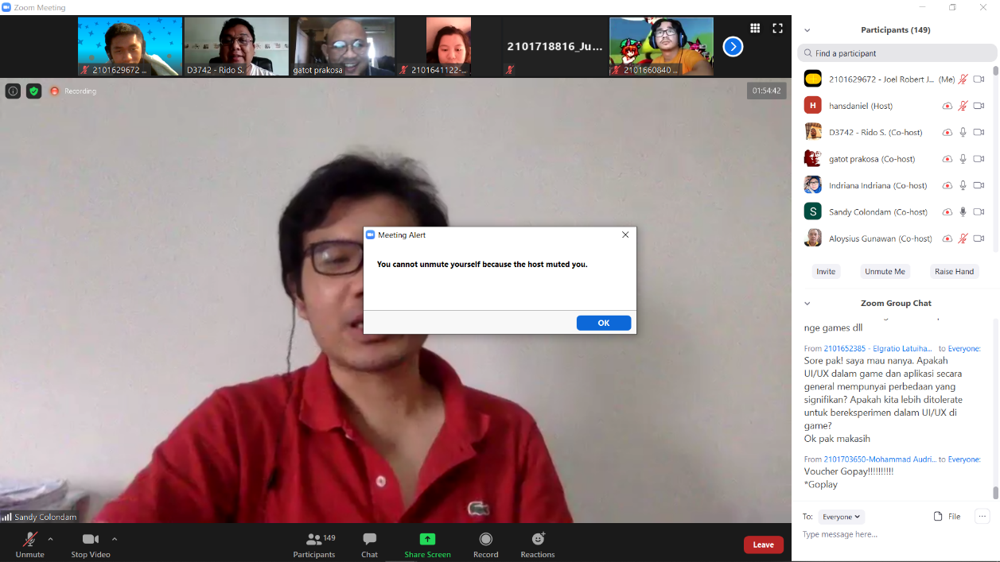 Zoom Meeting
2101629672 ...
D3742 - Rido S. ...
gatot prakosa
2101641122-...
2101718816_Ju...
2101660840 ...
Recording
01:54:42
Meeting Alert
You cannot unmute yourself because the host muted you.
OK
Sandy Colondam
Unmute
Stop Video
149
Participants
Chat
Share Screen
Record
Reactions
Leave
Participants (149)
Find a participant
2101629672 - Joel Robert J... (Me)
H hansdaniel (Host)
D3742 - Rido S. (Co-host)
gatot prakosa (Co-host)
Indriana Indriana (Co-host)
S Sandy Colondam (Co-host)
Aloysius Gunawan (Co-host)
Invite
Unmute Me
Raise Hand
Zoom Group Chat
nge games dll
From 2101652385 - Elgratio Latuiha... to Everyone:
Sore pak! saya mau nanya. Apakah
UI/UX dalam game dan aplikasi secara
general mempunyai perbedaan yang
signifikan? Apakah kita lebih ditolerate
untuk bereksperimen dalam UI/UX di
game?
Ok pak makasih
From 2101703650-Mohammad Audri... to Everyone:
Voucher Gopay!!!!!!!!!!
*Goplay
To: Everyone
File
Type message here...